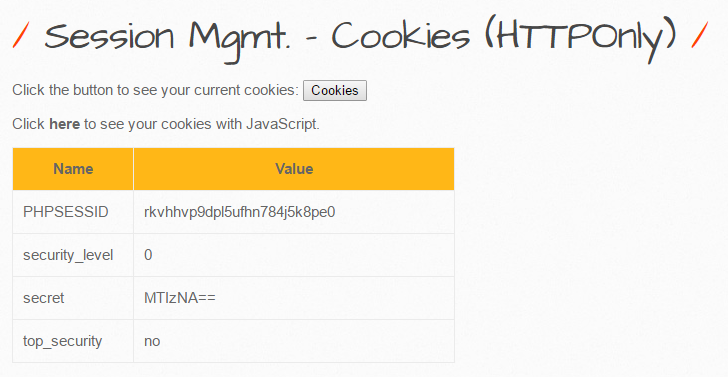 / Session Mgmt. - Cookies (HTTPOnly) /
Click the button to see your current cookies: Cookies
Click here to see your cookies with JavaScript.
Name Value
PHPSESSID rkvhhvp9dpl5ufhn784j5k8pe0
security_level 0
secret MTIzNA==
top_security no